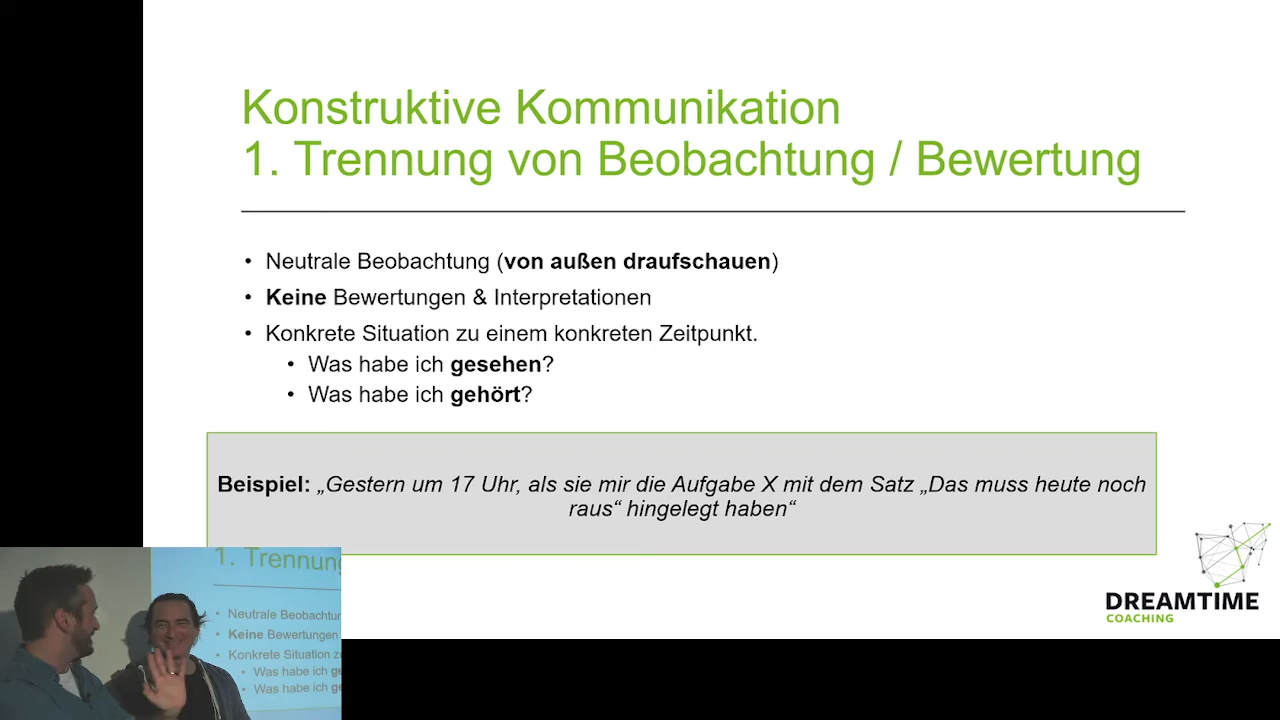 Konstruktive Kommunikation
1. Trennung von Beobachtung / Bewertung
• Neutrale Beobachtung (von außen draufschauen)
• Keine Bewertungen & Interpretationen
• Konkrete Situation zu einem konkreten Zeitpunkt.
• Was habe ich gesehen?
• Was habe ich gehört?
Beispiel: „Gestern um 17 Uhr, als sie mir die Aufgabe X mit dem Satz „Das muss heute noch
raus“ hingelegt haben“
DREAMTIME
COACHING
1. Trennung
• Neutrale Beobachtun
• Keine Bewertungen
• Konkrete Situation z
• Was habe ich ge
• Was habe ich ge